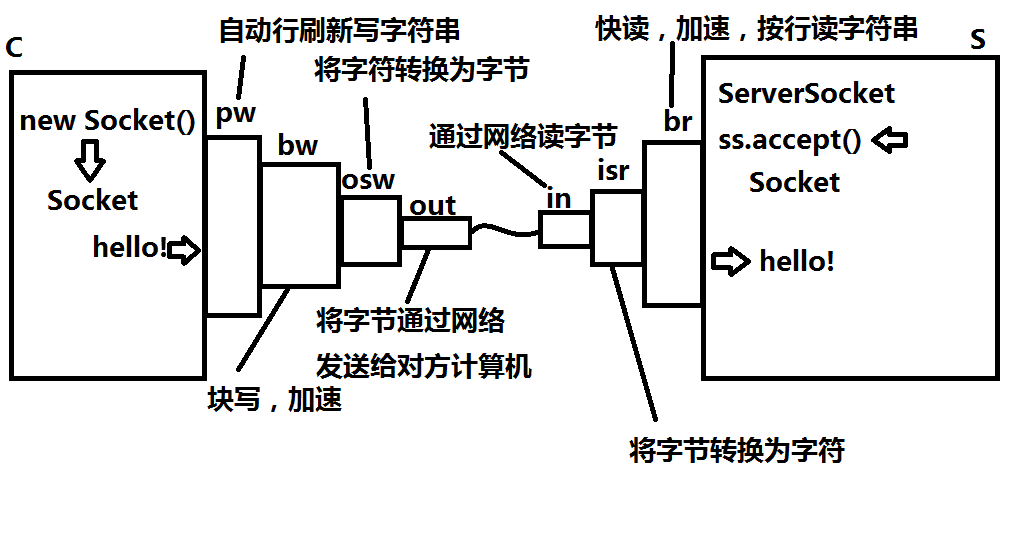 自动行刷新写字符串
快读，加速，按行读字符串
C
S
将字符转换为字节
new Socket()
pw
ServerSocket
br
bw
通过网络读字节
ss.accept()
isr
osw
Socket
Socket
in
out
hello!
hello!
将字节通过网络
发送给对方计算机
块写，加速
将字节转换为字符